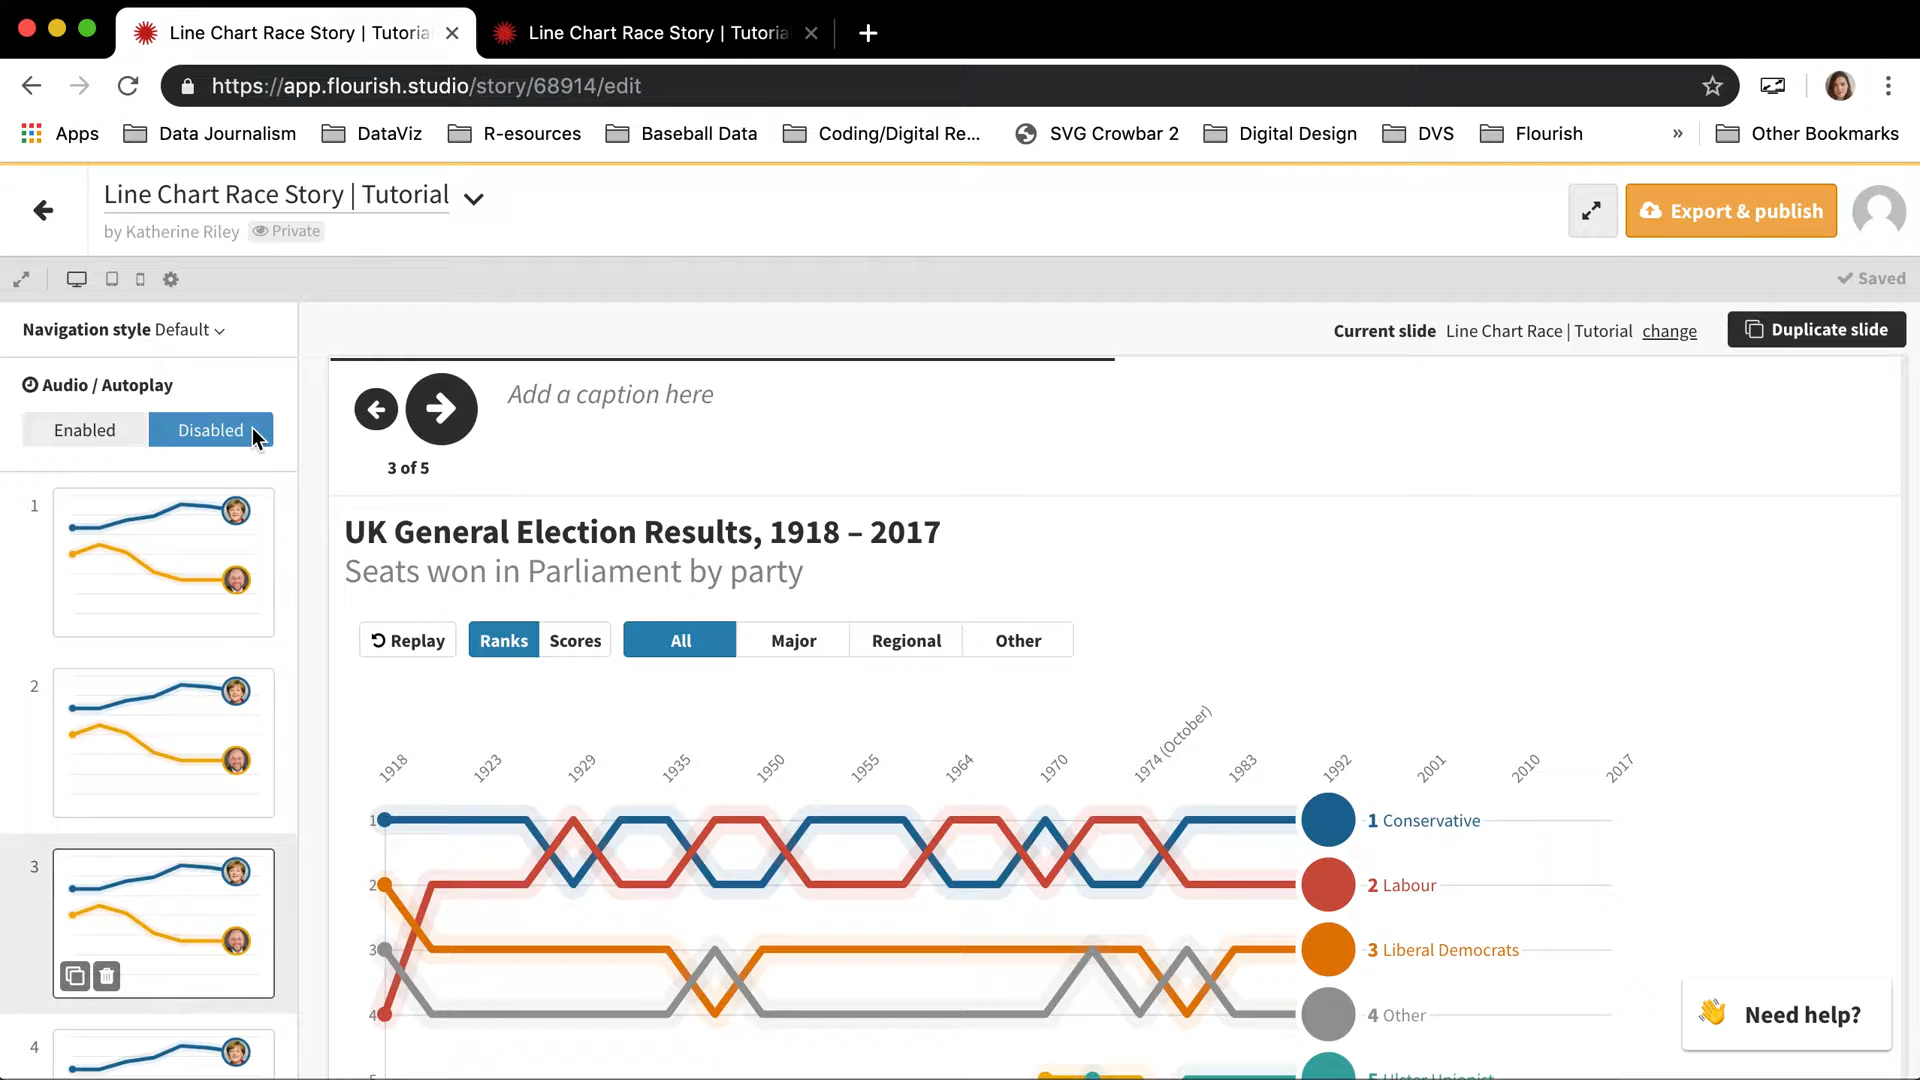 Line Chart Race Story | Tutoria
Line Chart Race Story | Tutoria
https://app.flourish.studio/story/68914/edit
Apps
Data Journalism
DataViz
R-esources
Baseball Data
Coding/Digital Re...
SVG Crowbar 2
Digital Design
DVS
Flourish
»
Other Bookmarks
Line Chart Race Story | Tutorial
by Katherine Riley
Private
Export & publish
Saved
Navigation style Default
Current slide Line Chart Race | Tutorial change
Duplicate slide
Audio / Autoplay
Enabled
Disabled
Add a caption here
3 of 5
1
2
3
4
UK General Election Results, 1918 – 2017
Seats won in Parliament by party
Replay
Ranks
Scores
All
Major
Regional
Other
1918
1923
1929
1935
1950
1955
1964
1970
1974 (October)
1983
1992
2001
2010
2017
1
2
3
4
1 Conservative
2 Labour
3 Liberal Democrats
4 Other
5 Ulster Unionist
Need help?